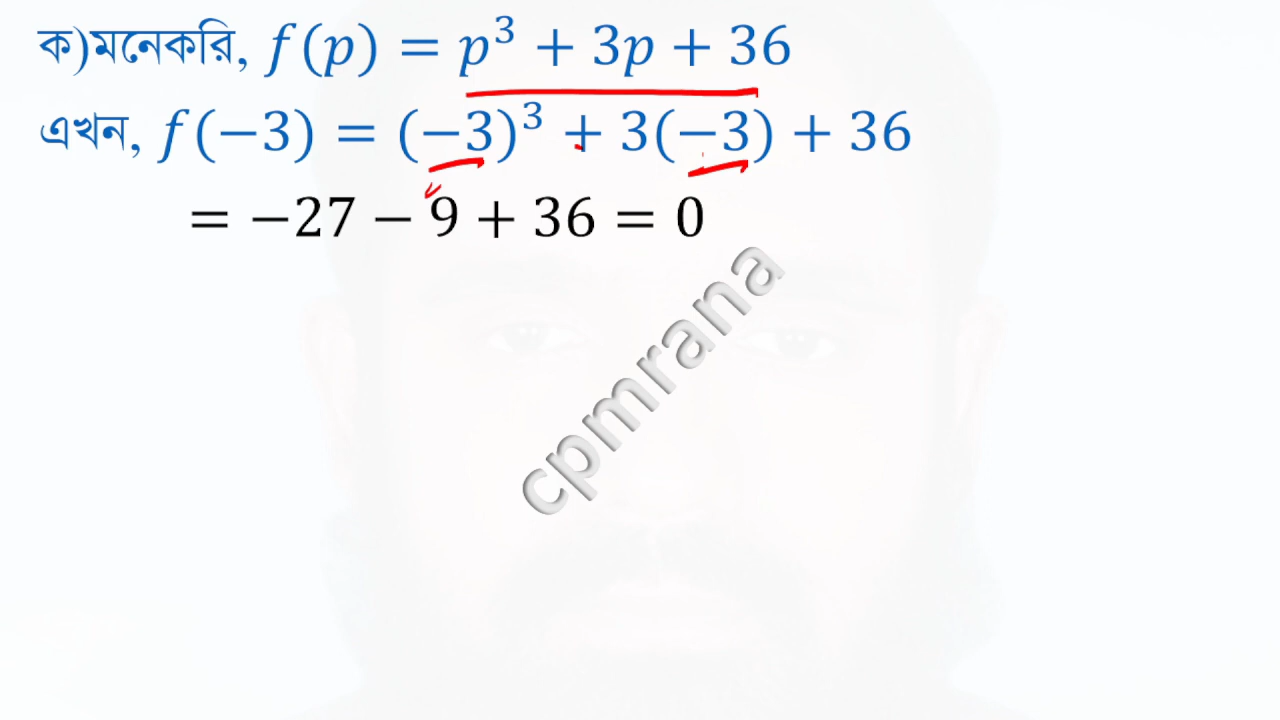 ক)মনেকরি, f(p) = p³ + 3p + 36
এখন, f(−3) = (−3)³ + 3(−3) + 36
= −27 − 9 + 36 = 0
cpmrana